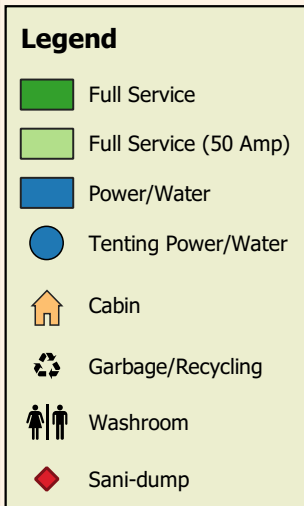 Legend
Full Service
Full Service (50 Amp)
Power/Water
Tenting Power/Water
Cabin
Garbage/Recycling
Washroom
Sani-dump